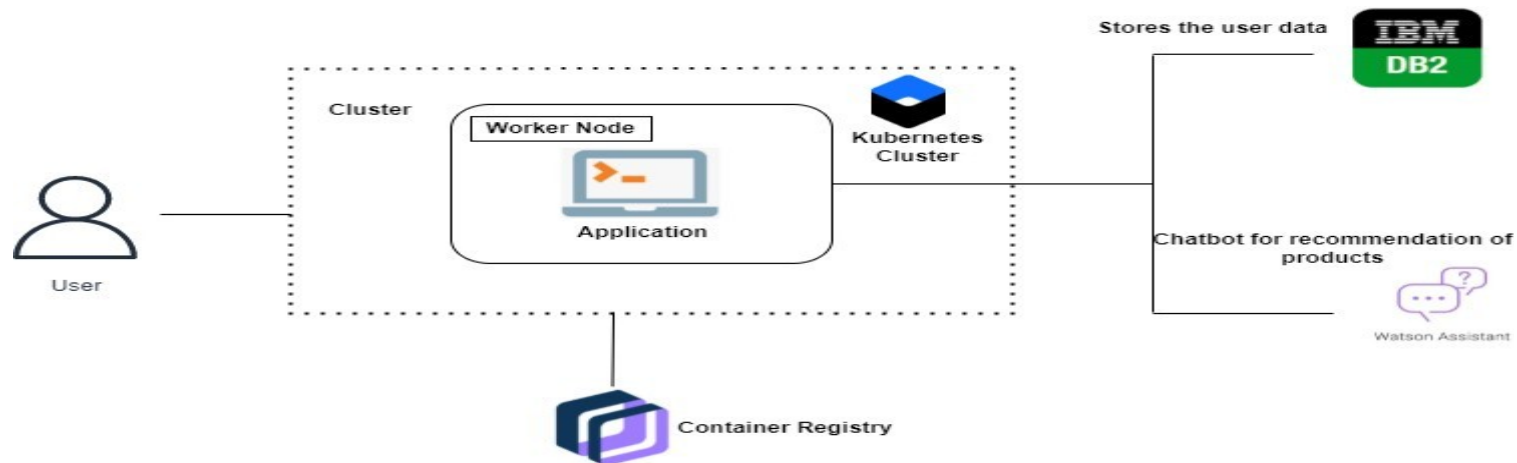 Stores the user data
IBM
DB2
Cluster
Worker Node
Kubernetes
Cluster
Application
User
Chatbot for recommendation of
products
?
Watson Assistant
Container Registry